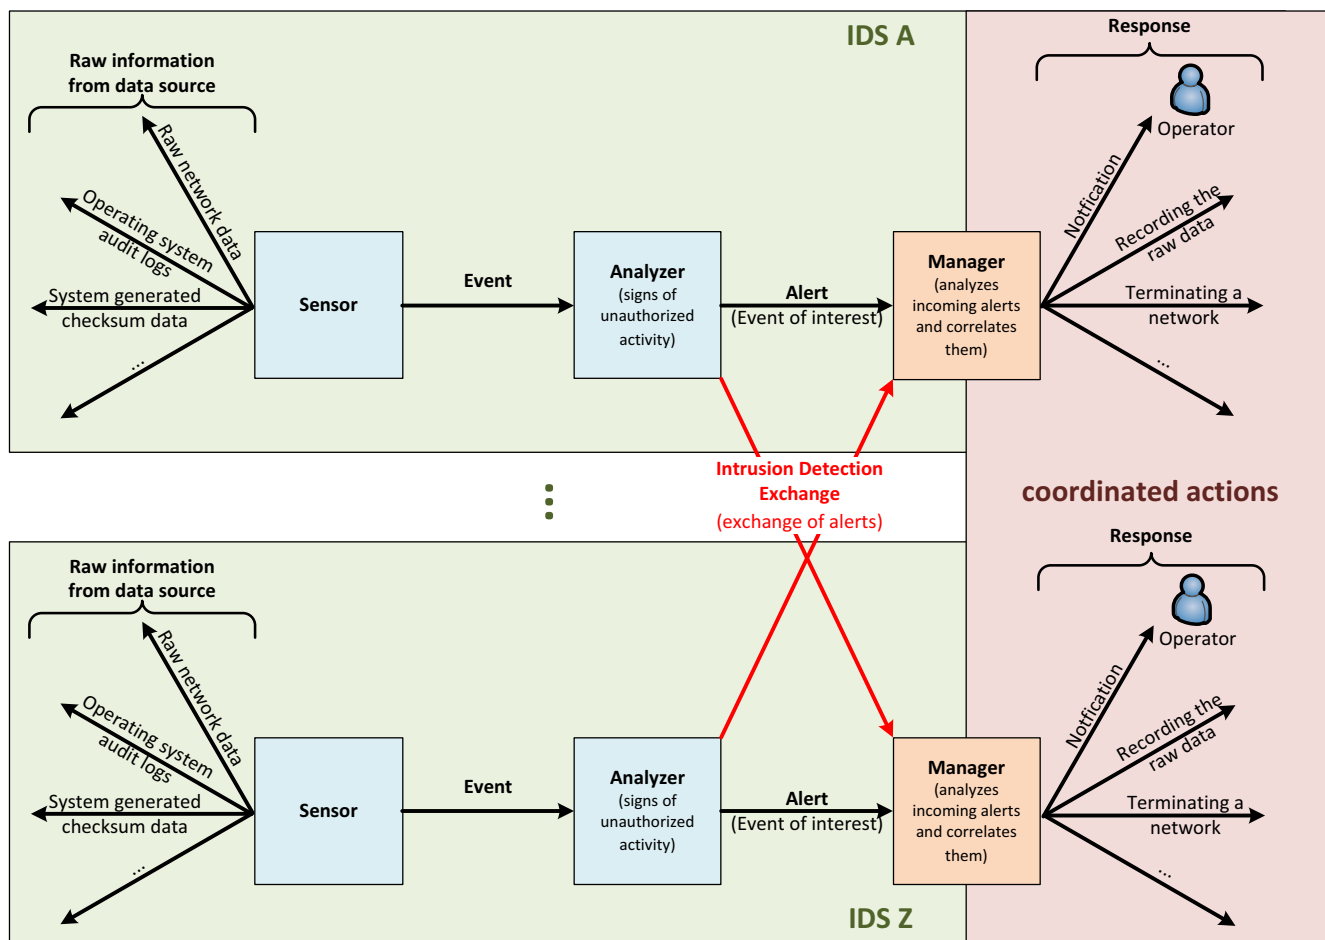 IDS A
Response
Raw information
from data source
Operator
Raw network data
Operating system
audit logs
System generated
checksum data
...
Sensor
Event
Analyzer
(signs of
unauthorized
activity)
Alert
(Event of interest)
Manager
(analyzes
incoming alerts
and correlates
them)
Notfication
Recording the
raw data
Terminating a
network
...
Intrusion Detection
Exchange
(exchange of alerts)
coordinated actions
Response
Raw information
from data source
Operator
Raw network data
Operating system
audit logs
System generated
checksum data
...
Sensor
Event
Analyzer
(signs of
unauthorized
activity)
Alert
(Event of interest)
Manager
(analyzes
incoming alerts
and correlates
them)
Notfication
Recording the
raw data
Terminating a
network
...
IDS Z